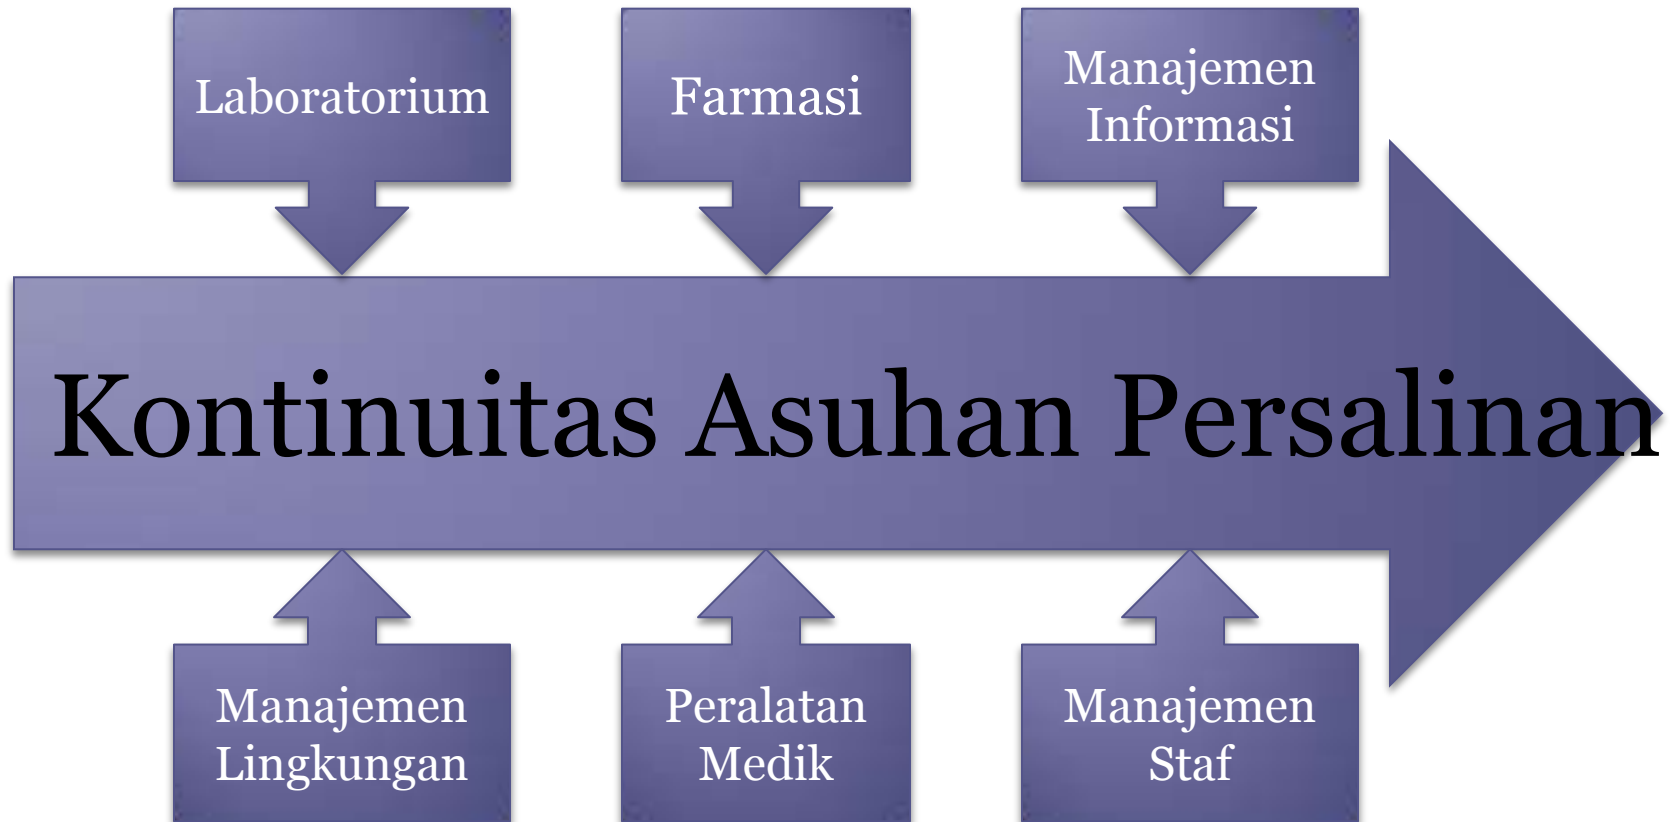 Laboratorium
Farmasi
Manajemen
Informasi
Kontinuitas Asuhan Persalinan
Manajemen
Lingkungan
Peralatan
Medik
Manajemen
Staf